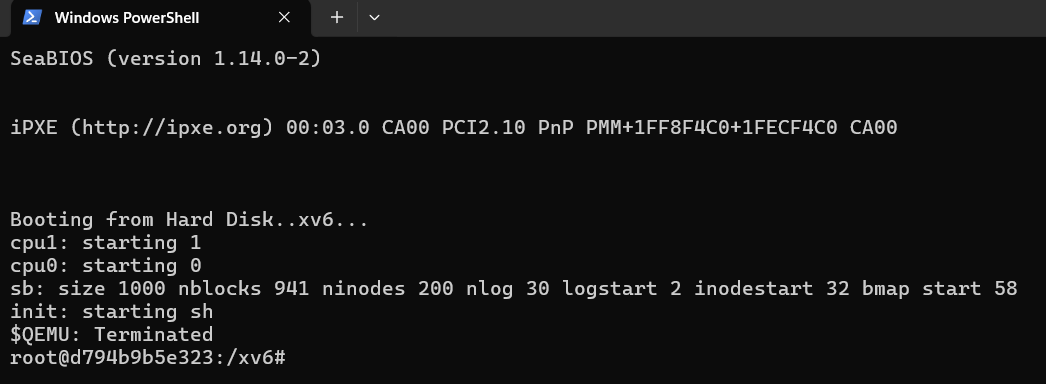 Windows PowerShell
SeaBIOS (version 1.14.0-2)
iPXE (http://ipxe.org) 00:03.0 CA00 PCI2.10 PnP PMM+1FF8F4C0+1FECF4C0 CA00
Booting from Hard Disk..xv6...
cpu1: starting 1
cpu0: starting 0
sb: size 1000 nblocks 941 ninodes 200 nlog 30 logstart 2 inodestart 32 bmap start 58
init: starting sh
$QEMU: Terminated
root@d794b9b5e323:/xv6#